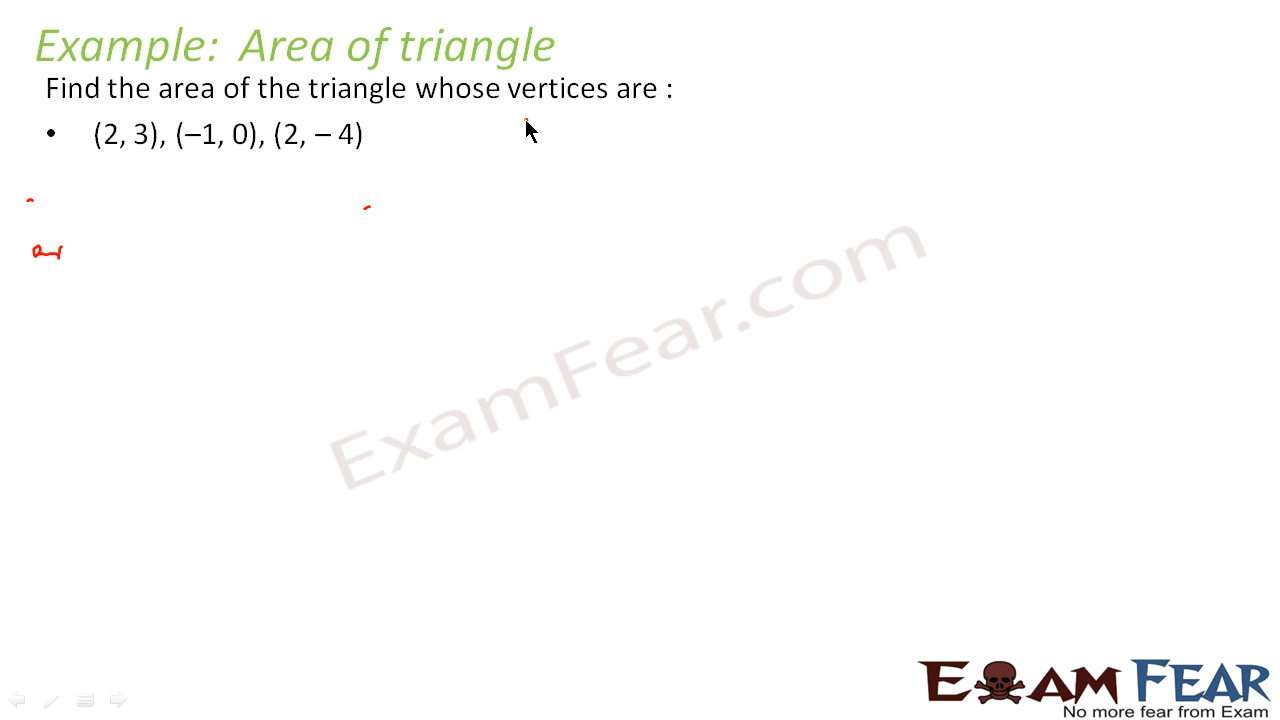 Example: Area of triangle
Find the area of the triangle whose vertices are :
• (2, 3), (–1, 0), (2, – 4)
ar
ExamFear.com
EXAM FEAR
No more fear from Exam